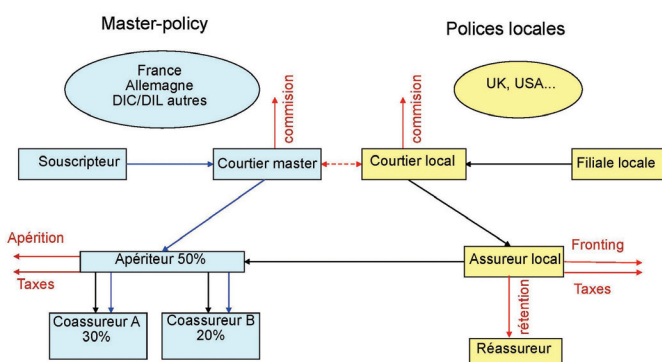 Master-policy
Polices locales
France
Allemagne
DIC/DIL autres
UK, USA...
commision
commision
Souscripteur
Courtier master
Courtier local
Filiale locale
Apérition
Apériteur 50%
Taxes
Assureur local
Fronting
Taxes
rétention
Coassureur A
30%
Coassureur B
20%
Réassureur